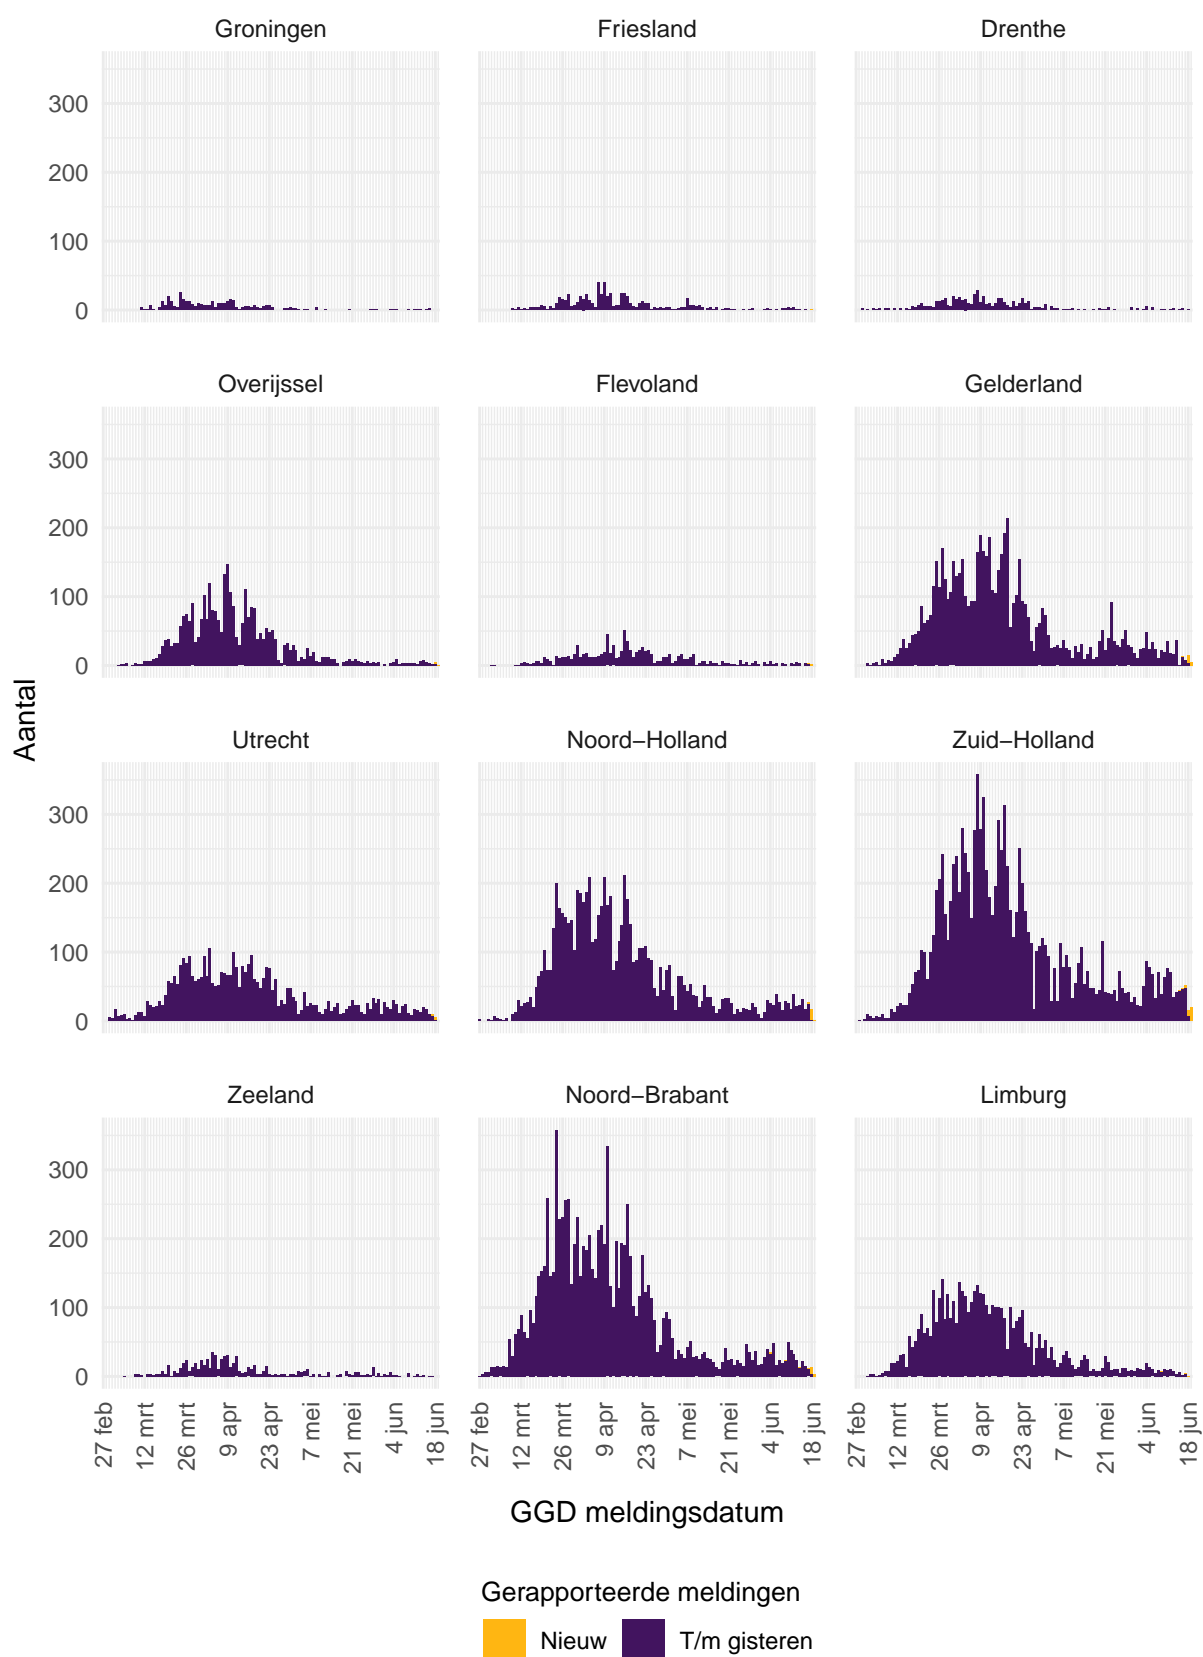 Groningen
Friesland
Drenthe
300
200
100
0
Overijssel
Flevoland
Gelderland
300
200
100
0
Utrecht
Noord−Holland
Zuid−Holland
300
200
100
0
Zeeland
Noord−Brabant
Limburg
300
200
100
0
Aantal
27 feb
12 mrt
26 mrt
9 apr
23 apr
7 mei
21 mei
4 jun
18 jun
27 feb
12 mrt
26 mrt
9 apr
23 apr
7 mei
21 mei
4 jun
18 jun
27 feb
12 mrt
26 mrt
9 apr
23 apr
7 mei
21 mei
4 jun
18 jun
GGD meldingsdatum
Gerapporteerde meldingen
Nieuw
T/m gisteren